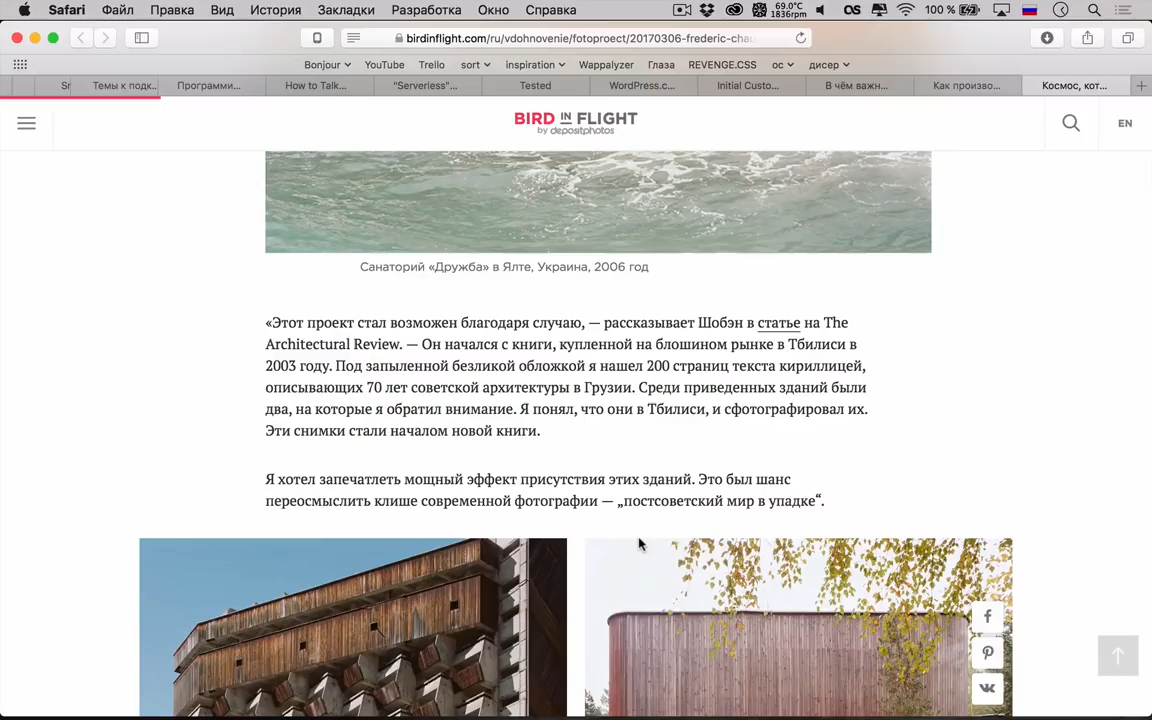 Safari Файл Правка Вид История Закладки Разработка Окно Справка 69.0°C 1836rpm 100 %
birdinflight.com/ru/vdohnovenie/fotoproect/20170306-frederic-chau
Bonjour YouTube Trello sort inspiration Wappalyzer Глаза REVENGE.CSS ос дисер
Sr Темы к подк.. Программи... How to Talk... "Serverless"... Tested WordPress.c... Initial Custo... В чём важн... Как произво... Космос, кот...
BIRD IN FLIGHT
by depositphotos
EN
Санаторий «Дружба» в Ялте, Украина, 2006 год
«Этот проект стал возможен благодаря случаю, — рассказывает Шобэн в статье на The
Architectural Review. — Он начался с книги, купленной на блошином рынке в Тбилиси в
2003 году. Под запыленной безликой обложкой я нашел 200 страниц текста кириллицей,
описывающих 70 лет советской архитектуры в Грузии. Среди приведенных зданий были
два, на которые я обратил внимание. Я понял, что они в Тбилиси, и сфотографировал их.
Эти снимки стали началом новой книги.
Я хотел запечатлеть мощный эффект присутствия этих зданий. Это был шанс
переосмыслить клише современной фотографии — „постсоветский мир в упадке“.